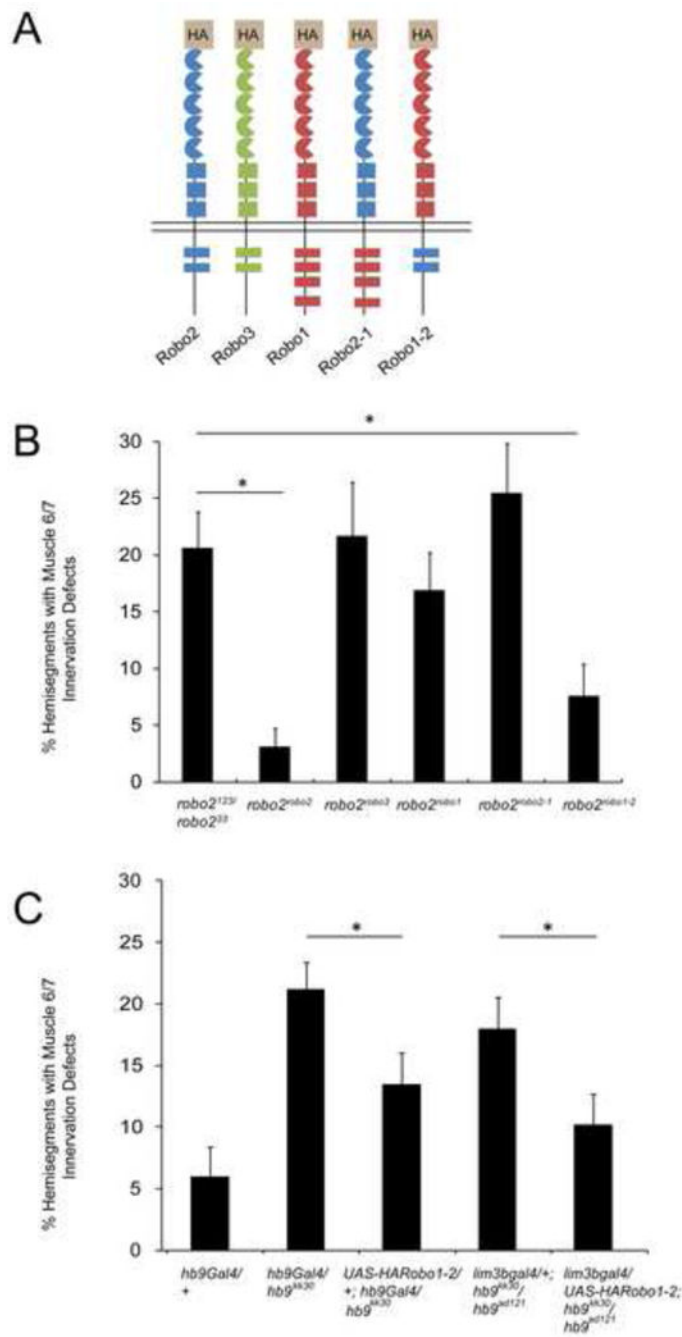 A
HA HA HA HA HA
Robo2 Robo3 Robo1 Robo2-1 Robo1-2
B
% Hemisegments with Muscle 6/7
Innervation Defects
30
25
20
15
10
5
0
*
*
robo2¹²³/
robo2³³
robo2ʳᵒᵇᵒ²
robo2ʳᵒᵇᵒ³
robo2ʳᵒᵇᵒ¹
robo2ʳᵒᵇᵒ²⁻¹
robo2ʳᵒᵇᵒ¹⁻²
C
% Hemisegments with Muscle 6/7
Innervation Defects
30
25
20
15
10
5
0
*
*
hb9Gal4/
+
hb9Gal4/
hb9ᵏᵏ³⁰
UAS-HARobo1-2/
+; hb9Gal4/
hb9ᵏᵏ³⁰
lim3bgal4/+;
hb9ᵏᵏ³⁰/
hb9ᵃᵈ¹²¹
lim3bgal4/
UAS-HARobo1-2;
hb9ᵏᵏ³⁰/
hb9ᵃᵈ¹²¹